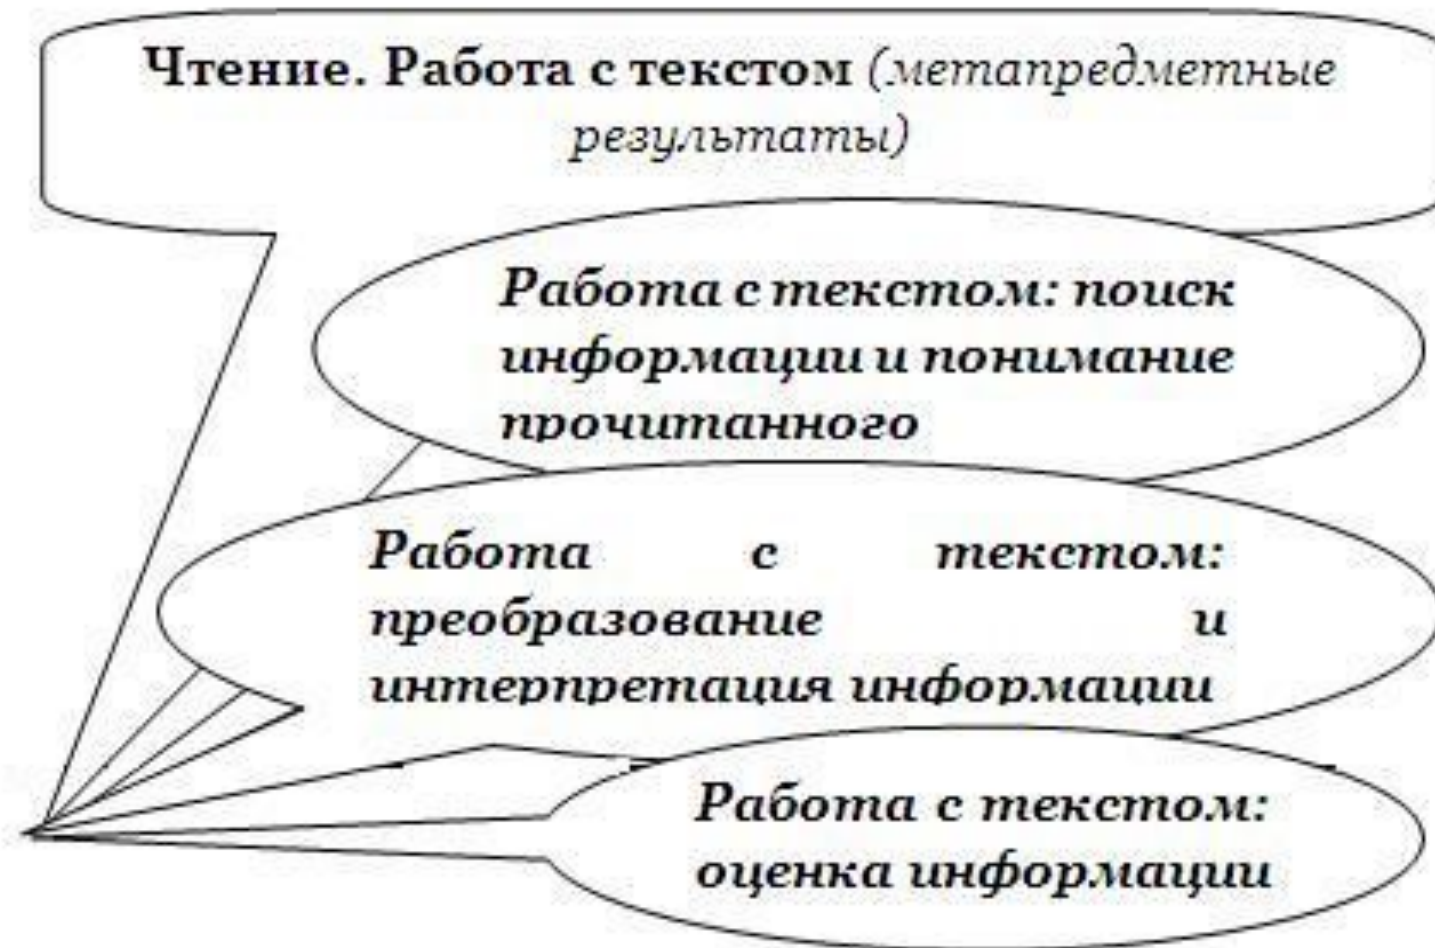 Чтение. Работа с текстом (метапредметные
результаты)
Работа с текстом: поиск
информации и понимание
прочитанного
Работа с текстом:
преобразование и
интерпретация информации
Работа с текстом:
оценка информации